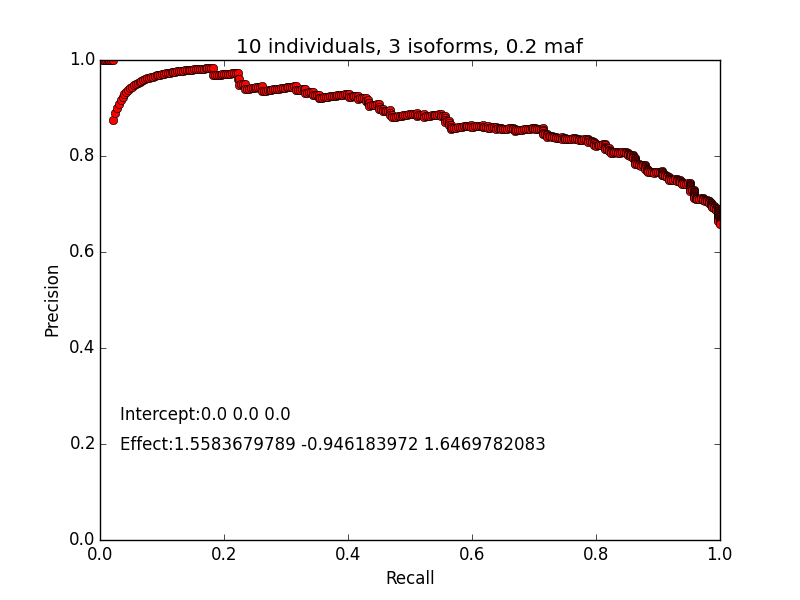 10 individuals, 3 isoforms, 0.2 maf
1.0
0.8
0.6
0.4
0.2
0.0
Precision
Intercept:0.0 0.0 0.0
Effect:1.5583679789 -0.946183972 1.6469782083
0.0 0.2 0.4 0.6 0.8 1.0
Recall